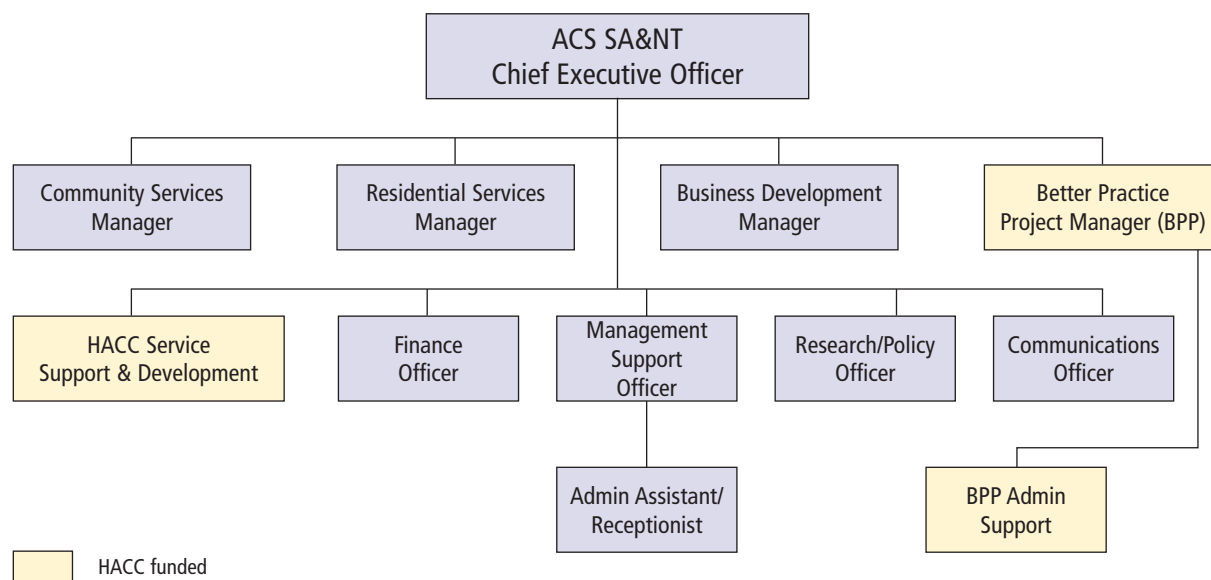 ACS SA&NT
Chief Executive Officer
Community Services
Manager
Residential Services
Manager
Business Development
Manager
Better Practice
Project Manager (BPP)
HACC Service
Support & Development
Finance
Officer
Management
Support
Officer
Research/Policy
Officer
Communications
Officer
Admin Assistant/
Receptionist
BPP Admin
Support
HACC funded